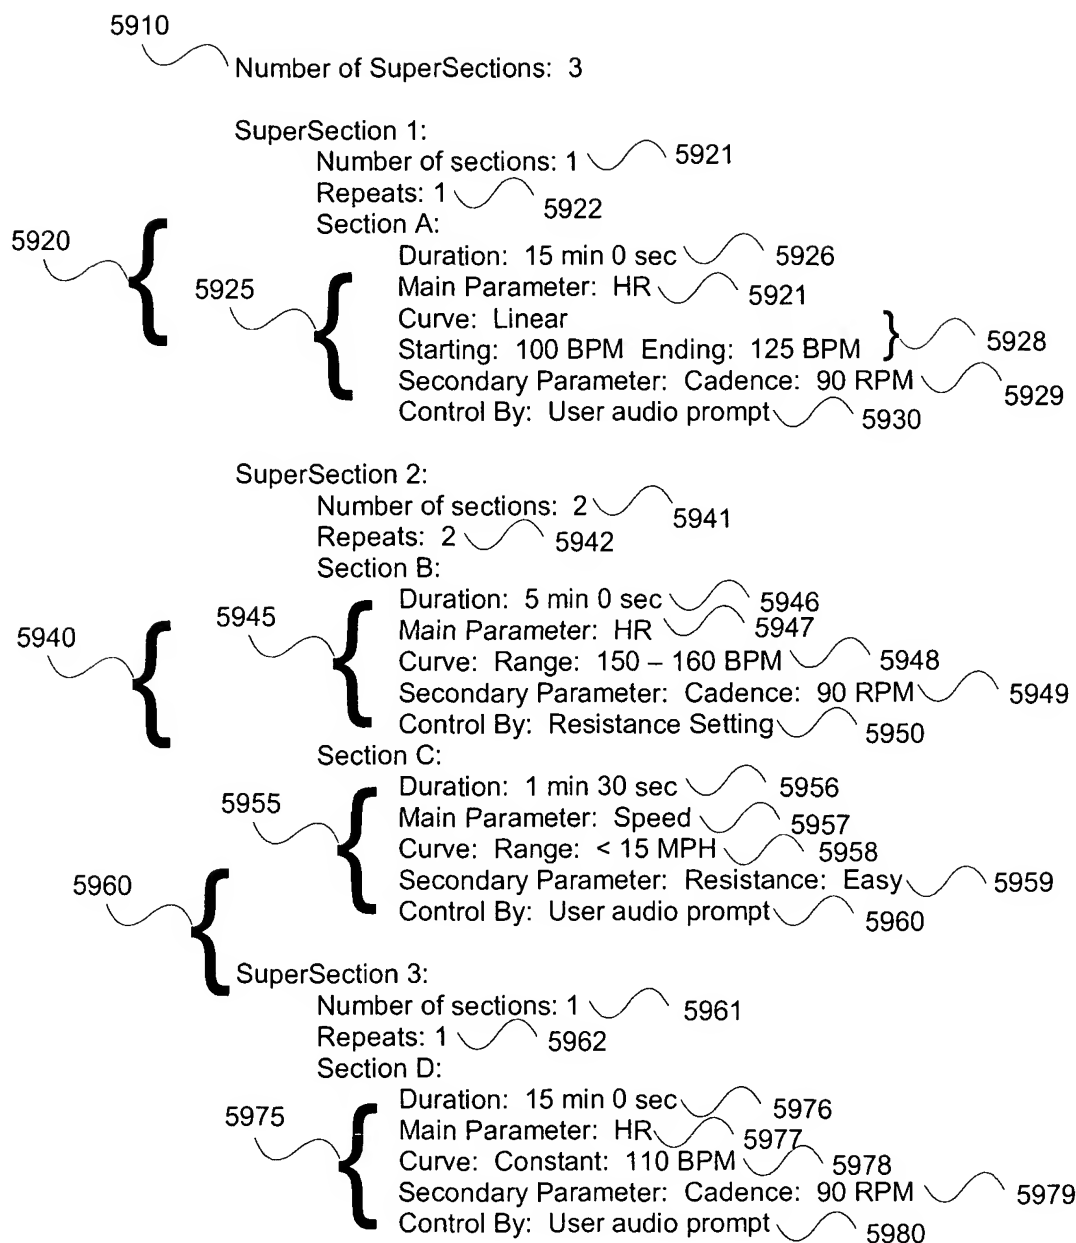 5910
Number of SuperSections: 3
SuperSection 1:
Number of sections: 1 5921
Repeats: 1 5922
Section A:
5920
Duration: 15 min 0 sec 5926
5925
Main Parameter: HR 5921
Curve: Linear
Starting: 100 BPM Ending: 125 BPM } 5928
Secondary Parameter: Cadence: 90 RPM 5929
Control By: User audio prompt 5930
SuperSection 2:
Number of sections: 2 5941
Repeats: 2 5942
Section B:
Duration: 5 min 0 sec 5946
5940
5945
Main Parameter: HR 5947
Curve: Range: 150 – 160 BPM 5948
Secondary Parameter: Cadence: 90 RPM 5949
Control By: Resistance Setting 5950
Section C:
Duration: 1 min 30 sec 5956
5955
Main Parameter: Speed 5957
Curve: Range: < 15 MPH 5958
5960
Secondary Parameter: Resistance: Easy 5959
Control By: User audio prompt 5960
SuperSection 3:
Number of sections: 1 5961
Repeats: 1 5962
Section D:
Duration: 15 min 0 sec 5976
5975
Main Parameter: HR 5977
Curve: Constant: 110 BPM 5978
Secondary Parameter: Cadence: 90 RPM 5979
Control By: User audio prompt 5980